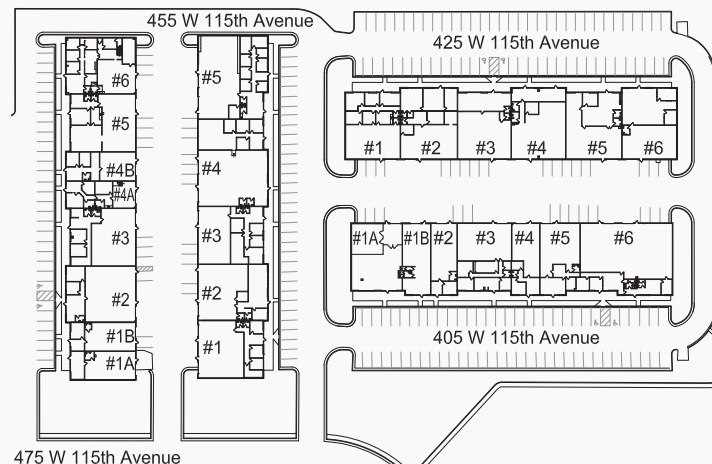 455 W 115th Avenue
425 W 115th Avenue
#6
#5
#4B
#4A
#3
#2
#1B
#1A
#5
#4
#3
#2
#1
#1 #2 #3 #4 #5 #6
#1A #1B #2 #3 #4 #5 #6
405 W 115th Avenue
475 W 115th Avenue